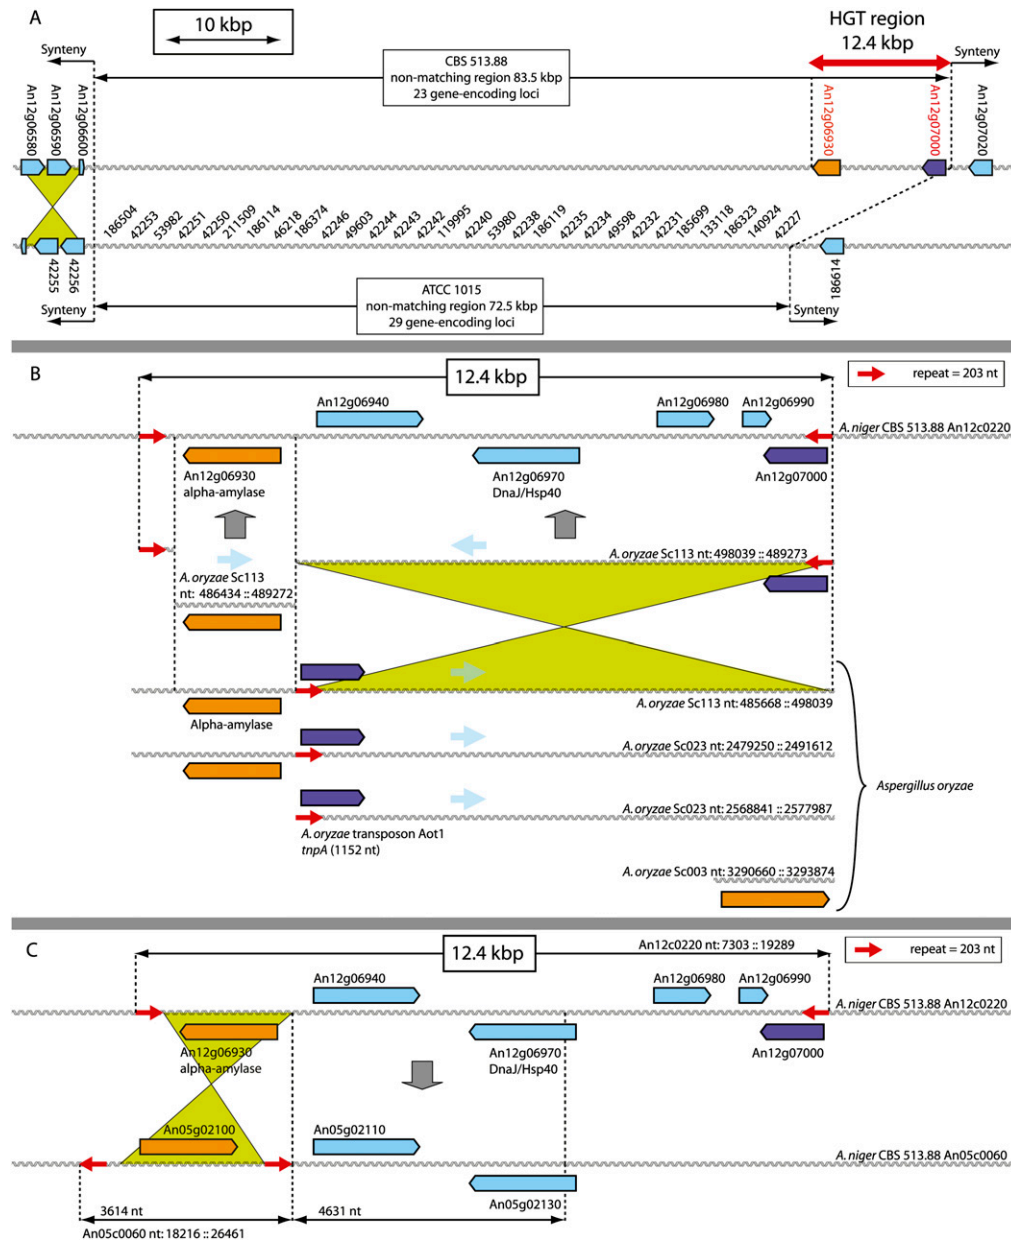 A
10 kbp
HGT region
12.4 kbp
Synteny
Synteny
CBS 513.88
non-matching region 83.5 kbp
23 gene-encoding loci
An12g06580
An12g06590
An12g06600
An12g06930
An12g07000
An12g07020
186504
42253
53982
42251
42250
211509
186114
46218
186374
42246
49603
42244
42243
42242
119995
42240
53980
42238
186119
42235
42234
49598
42232
42231
185699
133118
186323
140924
42227
42255
42256
186614
ATCC 1015
non-matching region 72.5 kbp
29 gene-encoding loci
Synteny
Synteny
B
12.4 kbp
repeat = 203 nt
An12g06940
An12g06980
An12g06990
A.niger CBS 513.88 An12c0220
An12g06930
alpha-amylase
An12g06970
DnaJ/Hsp40
An12g07000
A.oryzae Sc113 nt: 498039 :: 489273
A. oryzae Sc113
nt: 486434 :: 489272
Alpha-amylase
A.oryzae Sc113 nt: 485668 :: 498039
A.oryzae Sc023 nt: 2479250 :: 2491612
Aspergillus oryzae
A.oryzae Sc023 nt: 2568841 :: 2577987
A. oryzae transposon Aot1
tnpA (1152 nt)
A.oryzae Sc003 nt: 3290660 :: 3293874
C
12.4 kbp
An12c0220 nt: 7303 :: 19289
repeat = 203 nt
An12g06940
An12g06980
An12g06990
A.niger CBS 513.88 An12c0220
An12g06930
alpha-amylase
An12g06970
DnaJ/Hsp40
An12g07000
An05g02100
An05g02110
A.niger CBS 513.88 An05c0060
An05g02130
3614 nt
4631 nt
An05c0060 nt: 18216 :: 26461